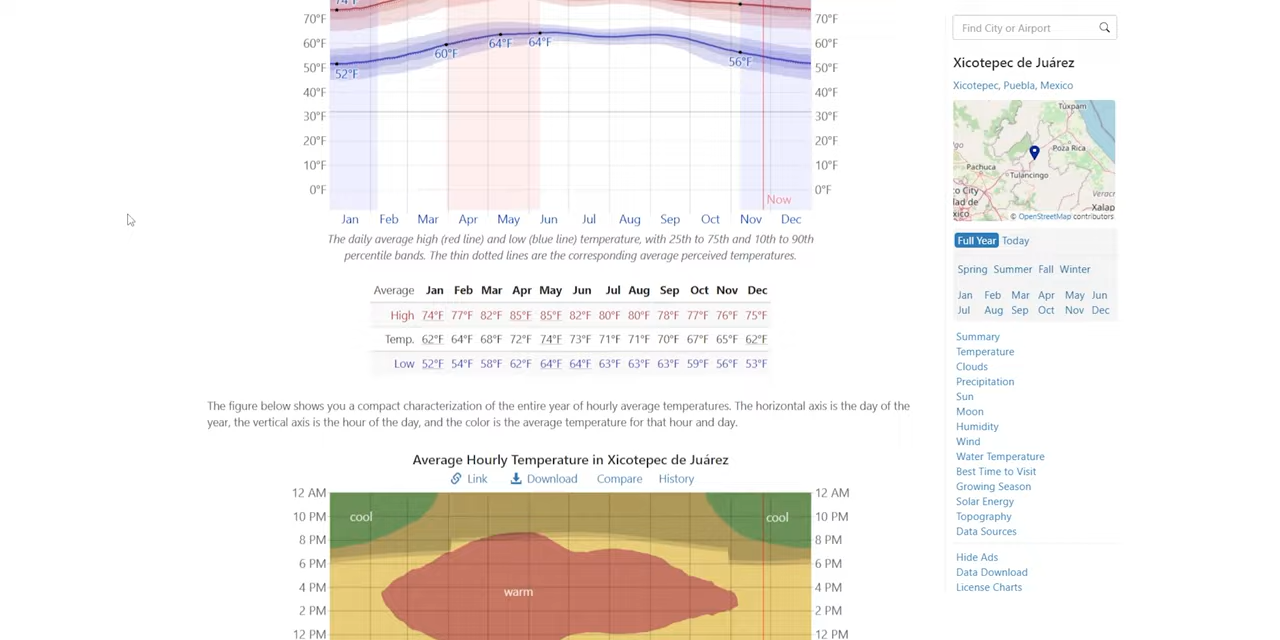 74°F
70°F
70°F
60°F
60°F
60°F
64°F
64°F
56°F
52°F
50°F
50°F
40°F
40°F
30°F
30°F
20°F
20°F
10°F
10°F
0°F
0°F
Now
Jan Feb Mar Apr May Jun Jul Aug Sep Oct Nov Dec
The daily average high (red line) and low (blue line) temperature, with 25th to 75th and 10th to 90th
percentile bands. The thin dotted lines are the corresponding average perceived temperatures.
Average Jan Feb Mar Apr May Jun Jul Aug Sep Oct Nov Dec
High 74°F 77°F 82°F 85°F 85°F 82°F 80°F 80°F 78°F 77°F 76°F 75°F
Temp. 62°F 64°F 68°F 72°F 74°F 73°F 71°F 71°F 70°F 67°F 65°F 62°F
Low 52°F 54°F 58°F 62°F 64°F 64°F 63°F 63°F 63°F 59°F 56°F 53°F
The figure below shows you a compact characterization of the entire year of hourly average temperatures. The horizontal axis is the day of the
year, the vertical axis is the hour of the day, and the color is the average temperature for that hour and day.
Average Hourly Temperature in Xicotepec de Juárez
Link Download Compare History
12 AM
12 AM
10 PM
10 PM
8 PM
8 PM
6 PM
6 PM
4 PM
4 PM
2 PM
2 PM
12 PM
12 PM
cool
cool
warm
Find City or Airport
Xicotepec de Juárez
Xicotepec, Puebla, Mexico
Túxpam
Poza Rica
Pachuca
Tulancingo
Verac
Xalap
© OpenStreetMap contributors
Full Year Today
Spring Summer Fall Winter
Jan Feb Mar Apr May Jun
Jul Aug Sep Oct Nov Dec
Summary
Temperature
Clouds
Precipitation
Sun
Moon
Humidity
Wind
Water Temperature
Best Time to Visit
Growing Season
Solar Energy
Topography
Data Sources
Hide Ads
Data Download
License Charts